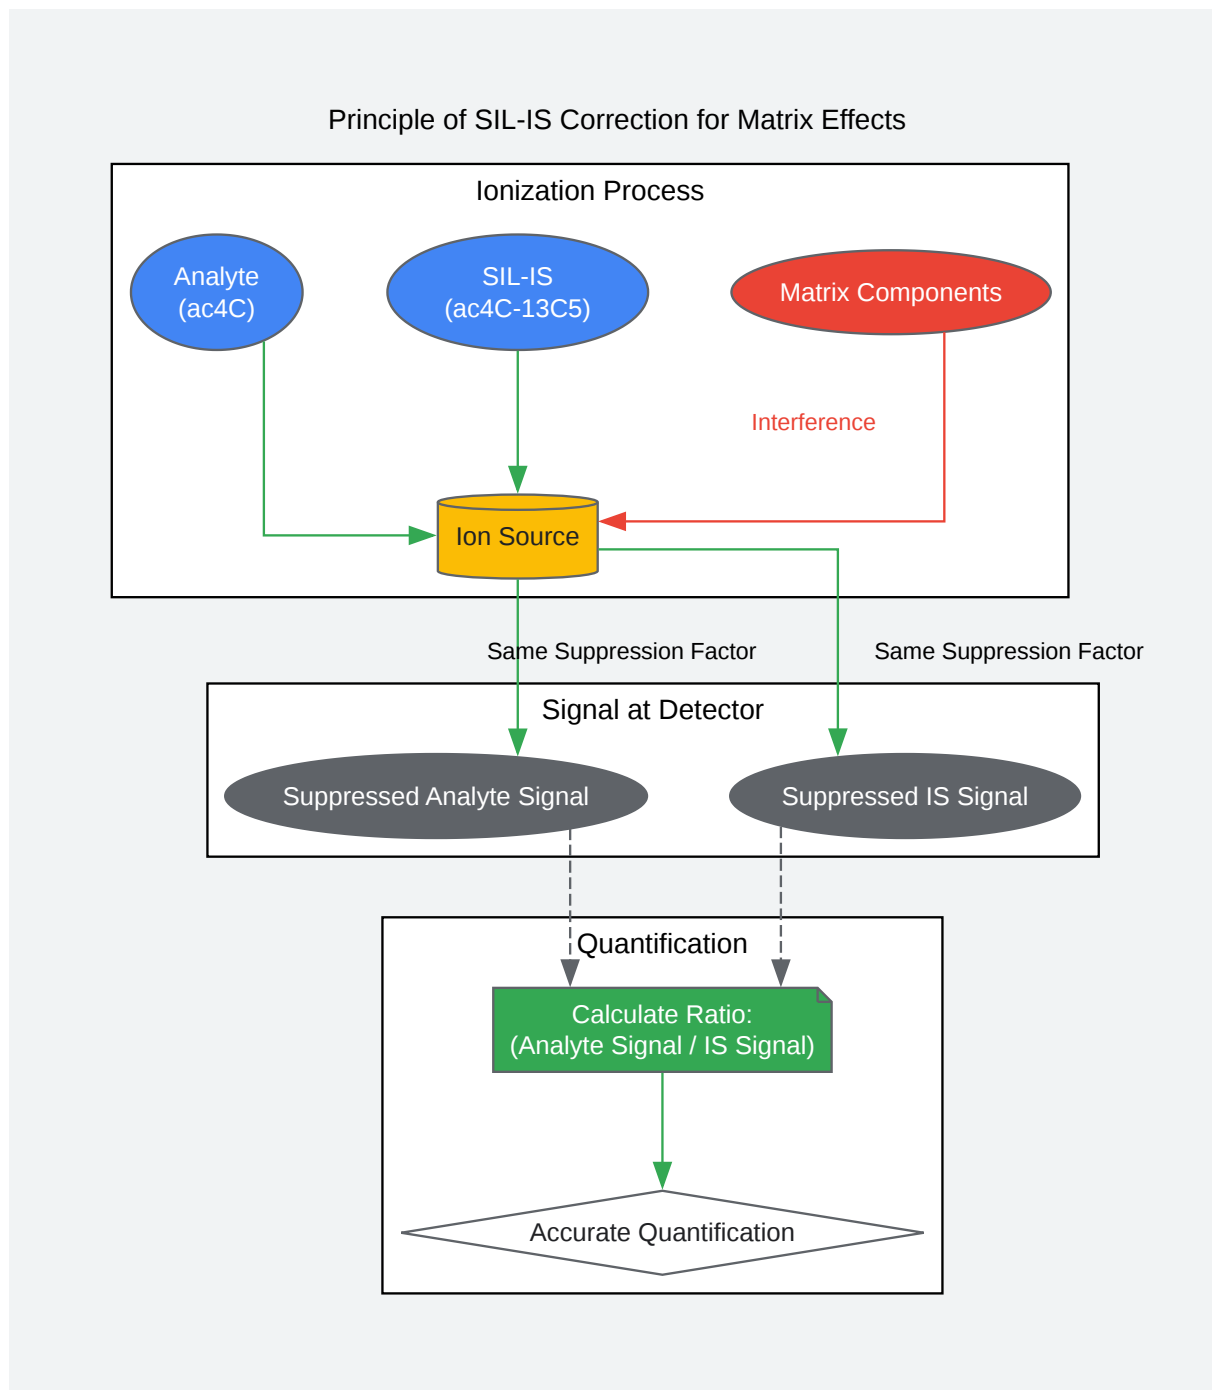 Principle of SIL-IS Correction for Matrix Effects
Ionization Process
Analyte
(ac4C)
SIL-IS
(ac4C-13C5)
Matrix Components
Interference
Ion Source
Same Suppression Factor
Same Suppression Factor
Signal at Detector
Suppressed Analyte Signal
Suppressed IS Signal
Quantification
Calculate Ratio:
(Analyte Signal / IS Signal)
Accurate Quantification